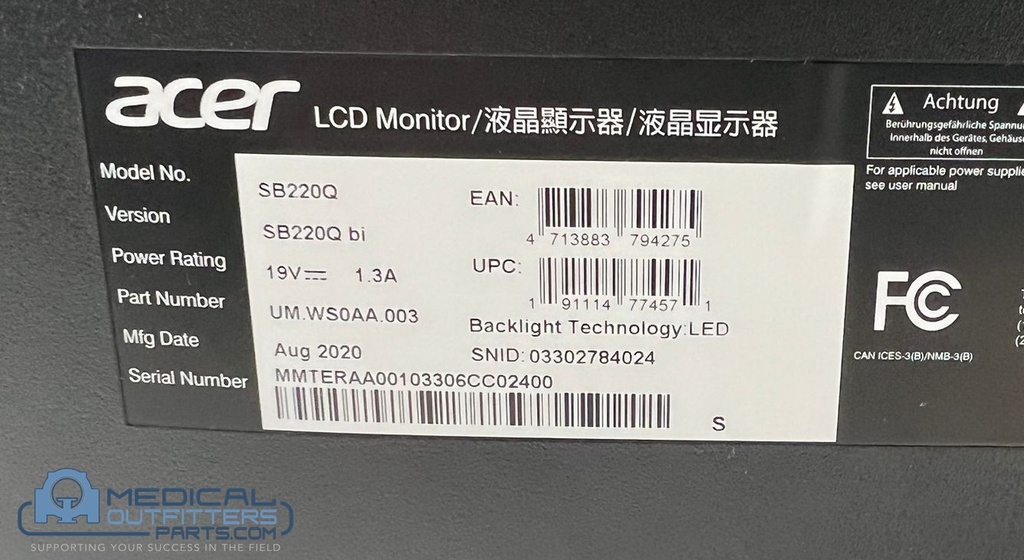 acer LCD Monitor/液晶顯示器/液晶显示器
Model No. SB220Q
Version SB220Q bi
Power Rating 19V 1.3A
Part Number UM.WS0AA.003
Mfg Date Aug 2020
Serial Number MMTERAA00103306CC02400
EAN:
4 713883 794275
UPC:
1 91114 77457 1
Backlight Technology:LED
SNID: 03302784024
S
Achtung
Berührungsgefährliche
Innerhalb des Gerätes,
nicht öffnen
For applicable power
see user manual
FC
CAN ICES-3(B)/NMB-3(B)
MEDICAL
OUTFITTERS
PARTS.COM
SUPPORTING YOUR SUCCESS IN THE FIELD